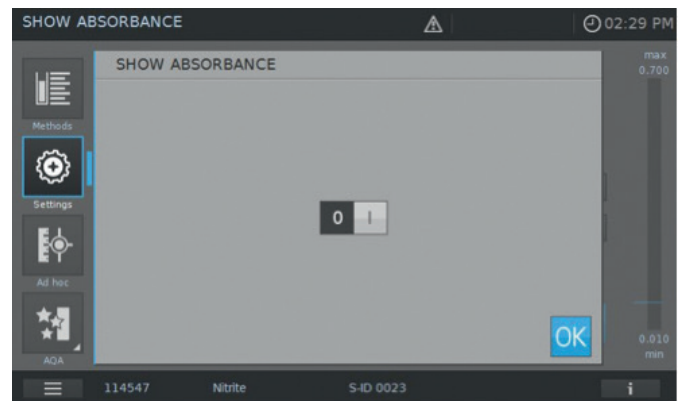 SHOW ABSORBANCE 02:29 PM
SHOW ABSORBANCE
max
0.700
Methods
Settings
Ad hoc
AQA
0 I
OK
0.010
min
114547 Nitrite S-ID 0023 i